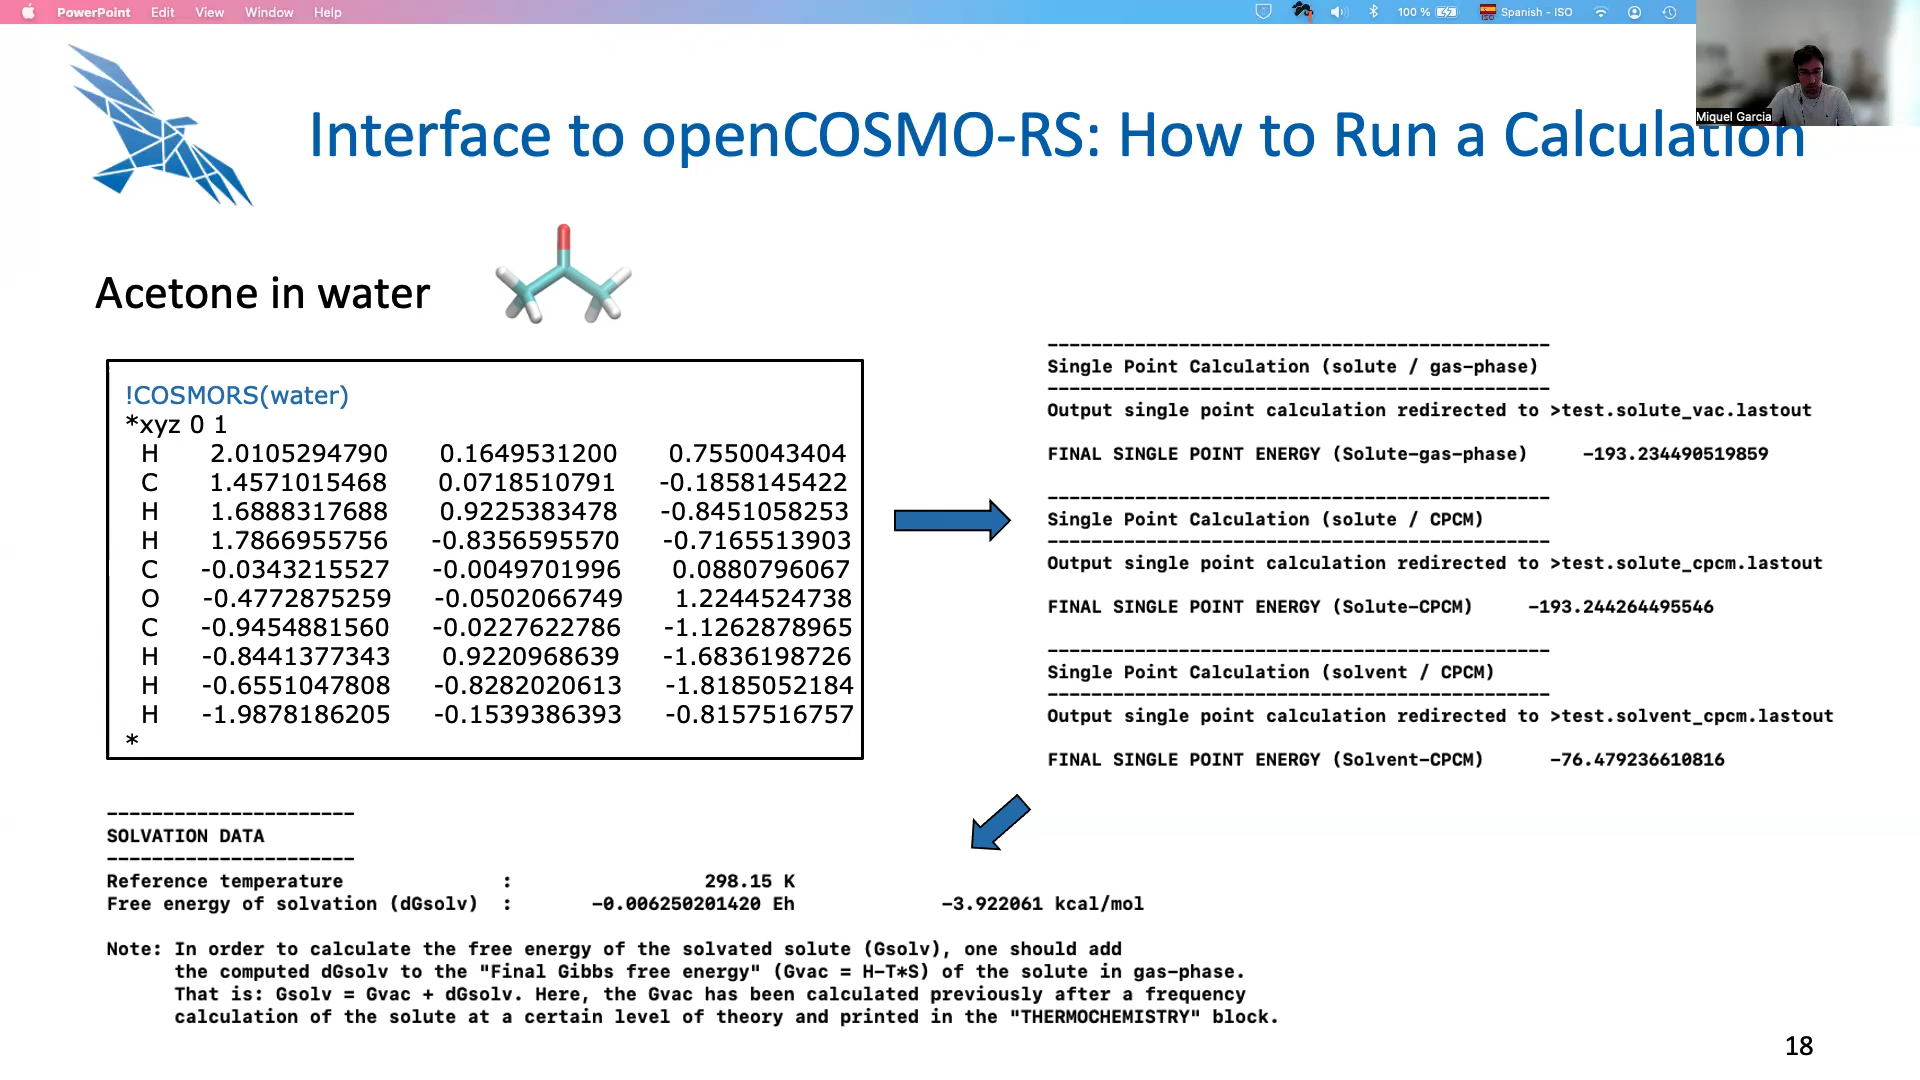 PowerPoint Edit View Window Help 100 % Spanish - ISO
ISO
Miquel Garcia
Interface to openCOSMO-RS: How to Run a Calculation
Acetone in water
!COSMORS(water)
*xyz 0 1
H 2.0105294790 0.1649531200 0.7550043404
C 1.4571015468 0.0718510791 -0.1858145422
H 1.6888317688 0.9225383478 -0.8451058253
H 1.7866955756 -0.8356595570 -0.7165513903
C -0.0343215527 -0.0049701996 0.0880796067
O -0.4772875259 -0.0502066749 1.2244524738
C -0.9454881560 -0.0227622786 -1.1262878965
H -0.8441377343 0.9220968639 -1.6836198726
H -0.6551047808 -0.8282020613 -1.8185052184
H -1.9878186205 -0.1539386393 -0.8157516757
*
----------------------------------------------
Single Point Calculation (solute / gas-phase)
----------------------------------------------
Output single point calculation redirected to >test.solute_vac.lastout
FINAL SINGLE POINT ENERGY (Solute-gas-phase) -193.234490519859
----------------------------------------------
Single Point Calculation (solute / CPCM)
----------------------------------------------
Output single point calculation redirected to >test.solute_cpcm.lastout
FINAL SINGLE POINT ENERGY (Solute-CPCM) -193.244264495546
----------------------------------------------
Single Point Calculation (solvent / CPCM)
----------------------------------------------
Output single point calculation redirected to >test.solvent_cpcm.lastout
FINAL SINGLE POINT ENERGY (Solvent-CPCM) -76.479236610816
----------------------
SOLVATION DATA
----------------------
Reference temperature : 298.15 K
Free energy of solvation (dGsolv) : -0.006250201420 Eh -3.922061 kcal/mol
Note: In order to calculate the free energy of the solvated solute (Gsolv), one should add
the computed dGsolv to the "Final Gibbs free energy" (Gvac = H-T*S) of the solute in gas-phase.
That is: Gsolv = Gvac + dGsolv. Here, the Gvac has been calculated previously after a frequency
calculation of the solute at a certain level of theory and printed in the "THERMOCHEMISTRY" block.
18